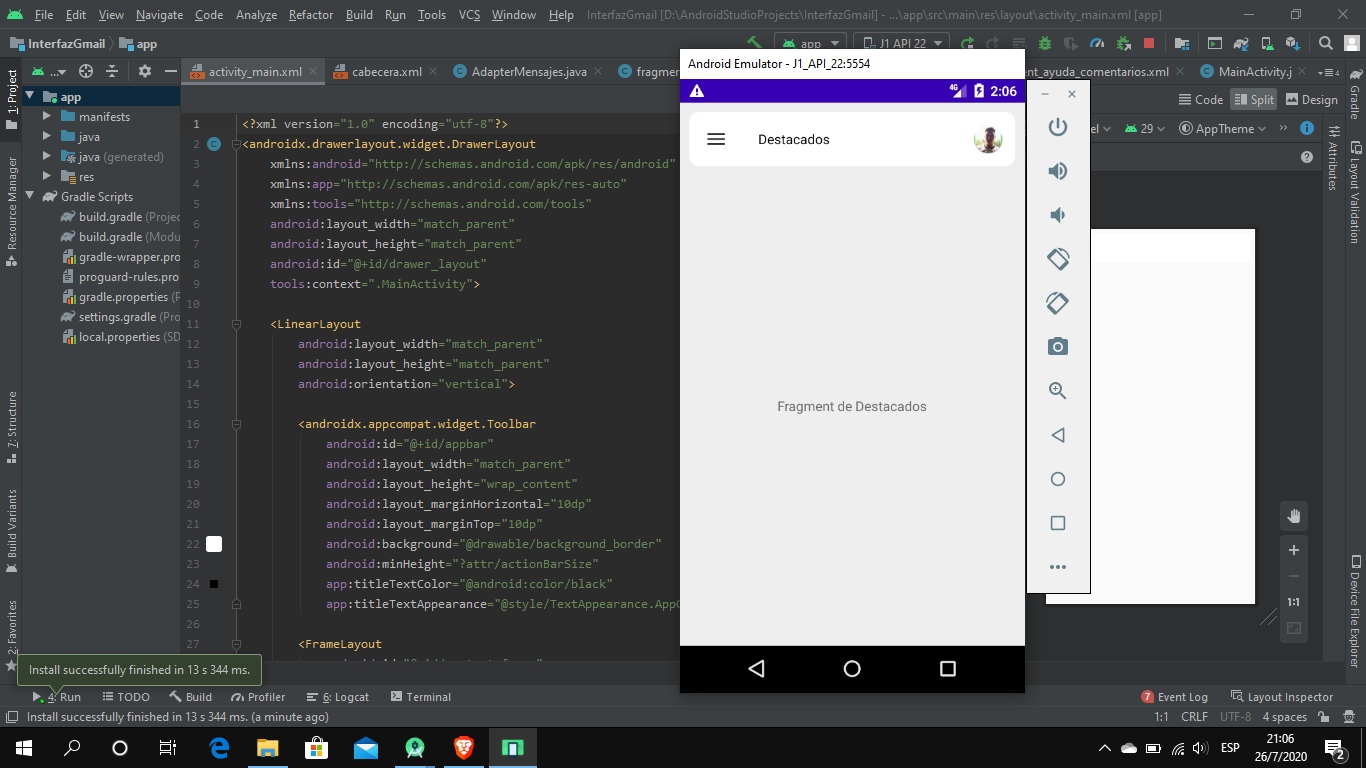 File Edit View Navigate Code Analyze Refactor Build Run Tools VCS Window Help InterfazGmail [D:\AndroidStudioProjects\InterfazGmail] - ...\app\src\main\res\layout\activity_main.xml [app]
InterfazGmail app
app J1 API 22
Android Emulator - J1_API_22:5554
1: Project
Resource Manager
7: Structure
Build Variants
2: Favorites
activity_main.xml cabecera.xml AdapterMensajes.java fragmen
ent_ayuda_comentarios.xml MainActivity.j
4
Code Split Design
el 29 AppTheme
Gradle
Attributes
Layout Validation
Device File Explorer
app
manifests
java
java (generated)
res
Gradle Scripts
build.gradle (Projec
build.gradle (Modu
gradle-wrapper.pro
proguard-rules.pro
gradle.properties (P
settings.gradle (Pro
local.properties (SD
1 <?xml version="1.0" encoding="utf-8"?>
2 <androidx.drawerlayout.widget.DrawerLayout
3 xmlns:android="http://schemas.android.com/apk/res/android"
4 xmlns:app="http://schemas.android.com/apk/res-auto"
5 xmlns:tools="http://schemas.android.com/tools"
6 android:layout_width="match_parent"
7 android:layout_height="match_parent"
8 android:id="@+id/drawer_layout"
9 tools:context=".MainActivity">
10
11 <LinearLayout
12 android:layout_width="match_parent"
13 android:layout_height="match_parent"
14 android:orientation="vertical">
15
16 <androidx.appcompat.widget.Toolbar
17 android:id="@+id/appbar"
18 android:layout_width="match_parent"
19 android:layout_height="wrap_content"
20 android:layout_marginHorizontal="10dp"
21 android:layout_marginTop="10dp"
22 android:background="@drawable/background_border"
23 android:minHeight="?attr/actionBarSize"
24 app:titleTextColor="@android:color/black"
25 app:titleTextAppearance="@style/TextAppearance.AppC
26
27 <FrameLayout
4G 2:06
Destacados
Fragment de Destacados
1:1
Install successfully finished in 13 s 344 ms.
4: Run TODO Build Profiler 6: Logcat Terminal 7 Event Log Layout Inspector
Install successfully finished in 13 s 344 ms. (a minute ago) 1:1 CRLF UTF-8 4 spaces
ESP 21:06
26/7/2020 2